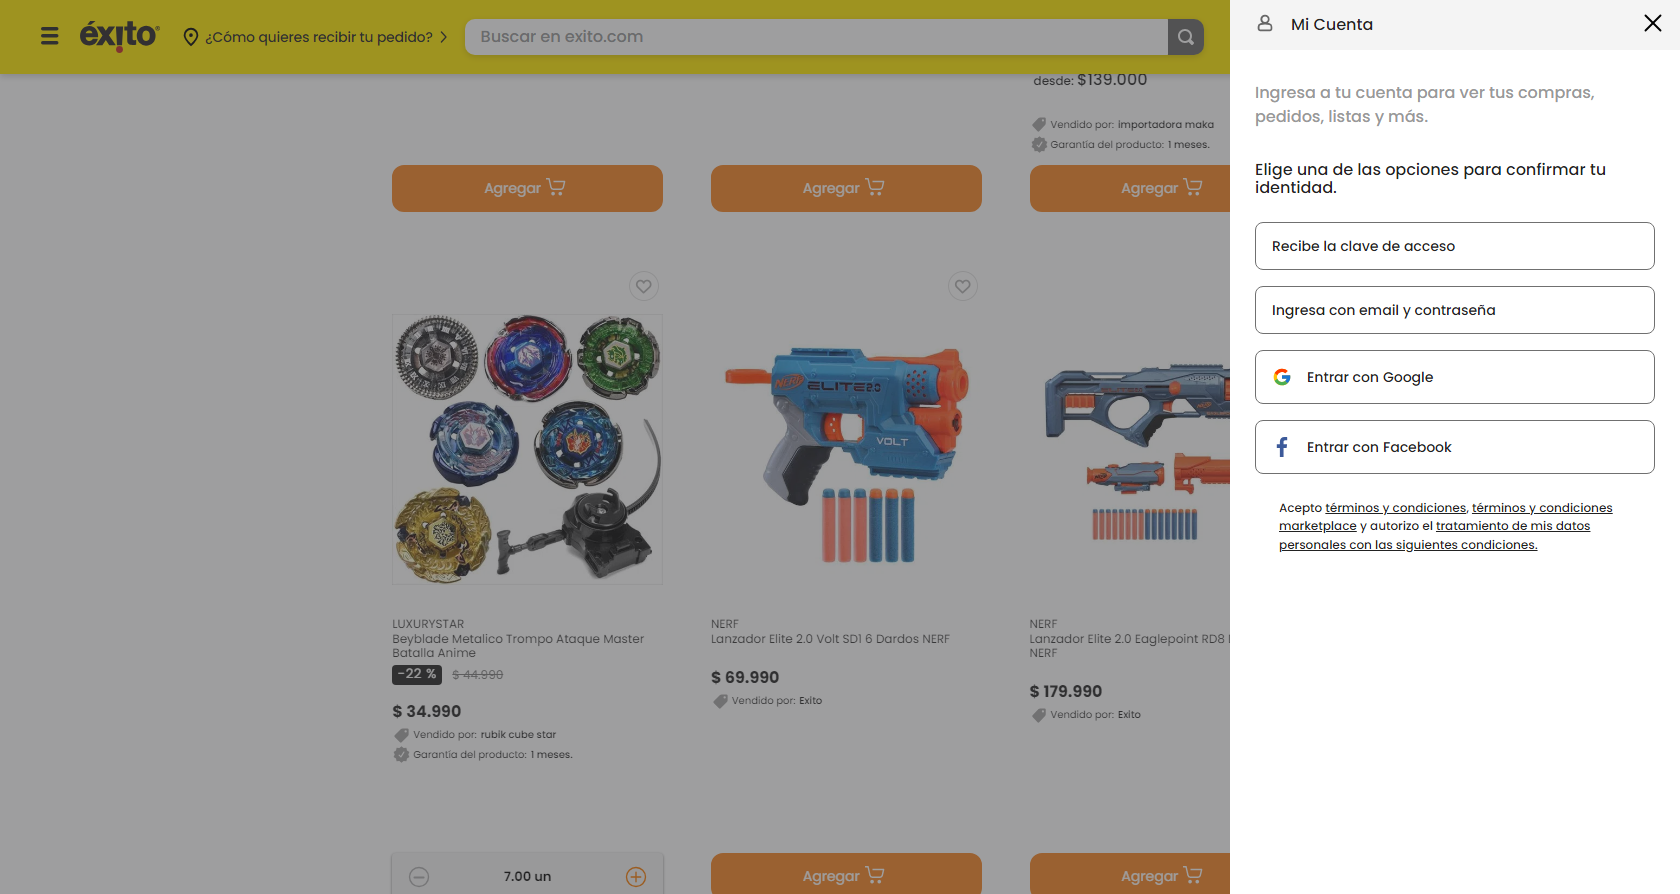 éxito
¿Cómo quieres recibir tu pedido?
Buscar en exito.com
desde: $139.000
Vendido por: importadora maka
Garantía del producto: 1 meses.
Agregar
Agregar
Agregar
NERF ELITE 2.0
VOLT
LUXURYSTAR
Beyblade Metalico Trompo Ataque Master
Batalla Anime
-22 % $ 44.990
$ 34.990
Vendido por: rubik cube star
Garantía del producto: 1 meses.
NERF
Lanzador Elite 2.0 Volt SD1 6 Dardos NERF
$ 69.990
Vendido por: Exito
NERF
Lanzador Elite 2.0 Eaglepoint RD8
NERF
$ 179.990
Vendido por: Exito
7.00 un
Agregar
Agregar
Mi Cuenta
Ingresa a tu cuenta para ver tus compras,
pedidos, listas y más.
Elige una de las opciones para confirmar tu
identidad.
Recibe la clave de acceso
Ingresa con email y contraseña
Entrar con Google
Entrar con Facebook
Acepto términos y condiciones, términos y condiciones
marketplace y autorizo el tratamiento de mis datos
personales con las siguientes condiciones.